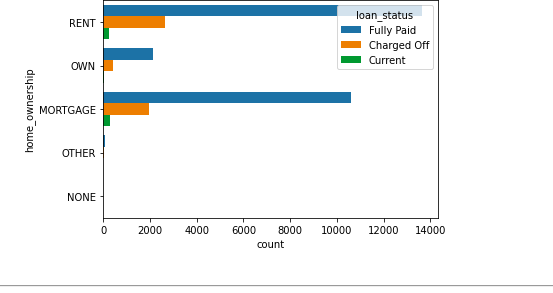 loan_status
Fully Paid
Charged Off
Current
RENT
OWN
MORTGAGE
OTHER
NONE
home_ownership
0 2000 4000 6000 8000 10000 12000 14000
count